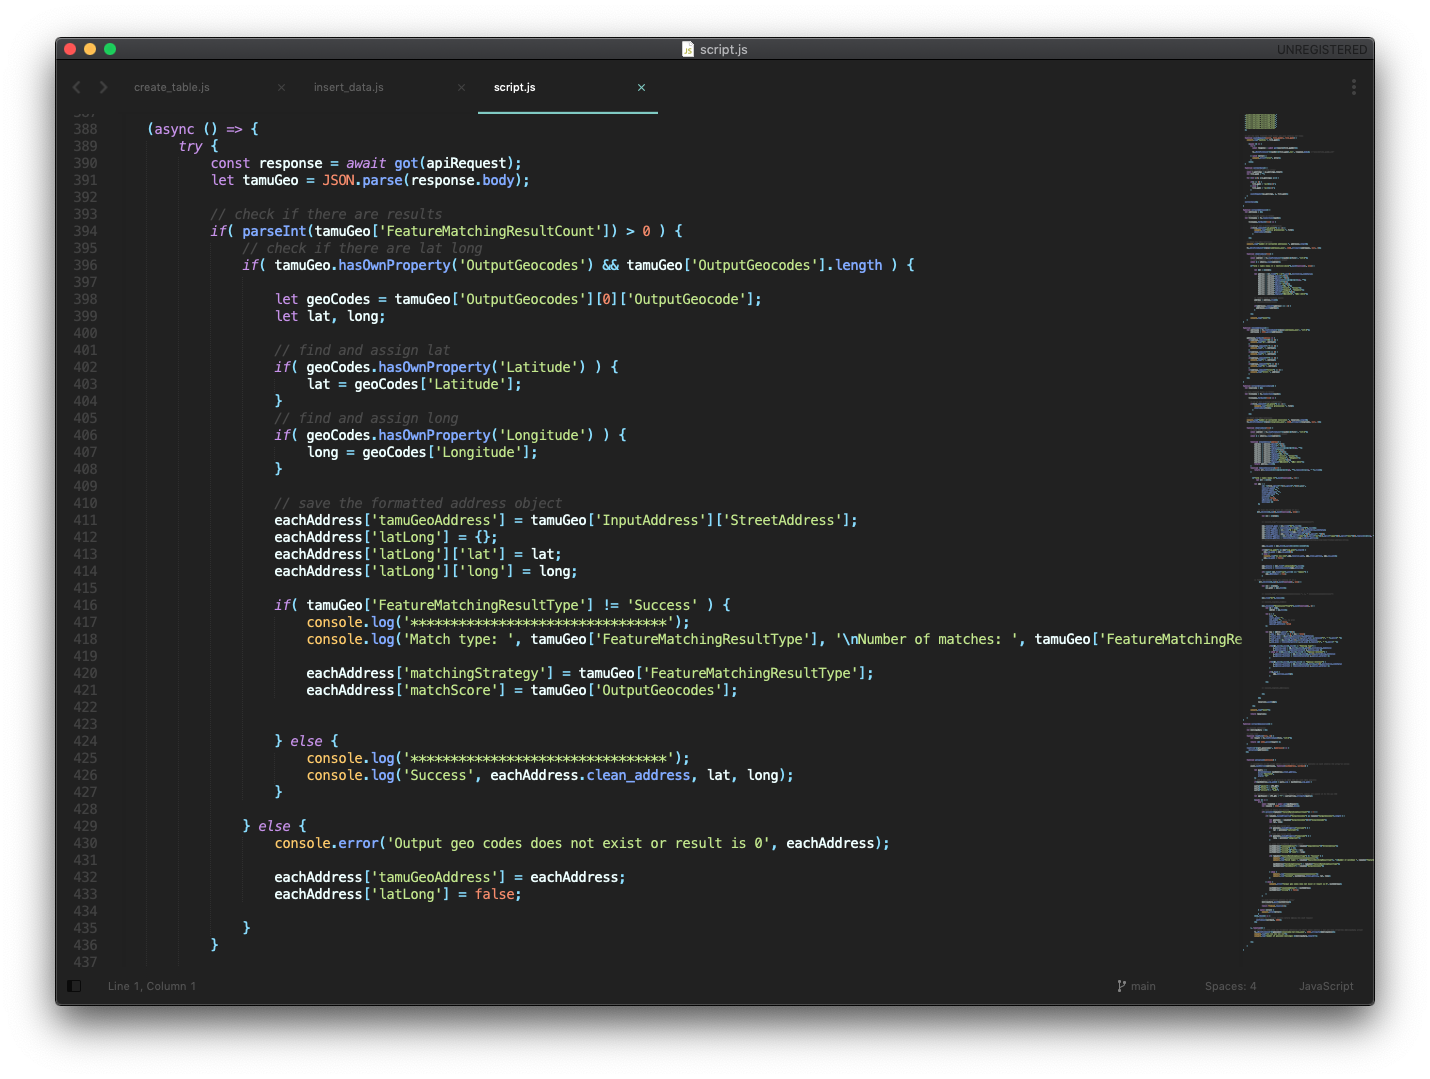 script.js
UNREGISTERED
create_table.js
insert_data.js
script.js
387
388 (async () => {
389 try {
390 const response = await got(apiRequest);
391 let tamuGeo = JSON.parse(response.body);
392
393 // check if there are results
394 if( parseInt(tamuGeo['FeatureMatchingResultCount']) > 0 ) {
395 // check if there are lat long
396 if( tamuGeo.hasOwnProperty('OutputGeocodes') && tamuGeo['OutputGeocodes'].length ) {
397
398 let geoCodes = tamuGeo['OutputGeocodes'][0]['OutputGeocode'];
399 let lat, long;
400
401 // find and assign lat
402 if( geoCodes.hasOwnProperty('Latitude') ) {
403 lat = geoCodes['Latitude'];
404 }
405 // find and assign long
406 if( geoCodes.hasOwnProperty('Longitude') ) {
407 long = geoCodes['Longitude'];
408 }
409
410 // save the formatted address object
411 eachAddress['tamuGeoAddress'] = tamuGeo['InputAddress']['StreetAddress'];
412 eachAddress['latLong'] = {};
413 eachAddress['latLong']['lat'] = lat;
414 eachAddress['latLong']['long'] = long;
415
416 if( tamuGeo['FeatureMatchingResultType'] != 'Success' ) {
417 console.log('********************************');
418 console.log('Match type: ', tamuGeo['FeatureMatchingResultType'], '\nNumber of matches: ', tamuGeo['FeatureMatchingRe
419
420 eachAddress['matchingStrategy'] = tamuGeo['FeatureMatchingResultType'];
421 eachAddress['matchScore'] = tamuGeo['OutputGeocodes'];
422
423
424 } else {
425 console.log('********************************');
426 console.log('Success', eachAddress.clean_address, lat, long);
427 }
428
429 } else {
430 console.error('Output geo codes does not exist or result is 0', eachAddress);
431
432 eachAddress['tamuGeoAddress'] = eachAddress;
433 eachAddress['latLong'] = false;
434
435 }
436 }
437
Line 1, Column 1
main
Spaces: 4
JavaScript